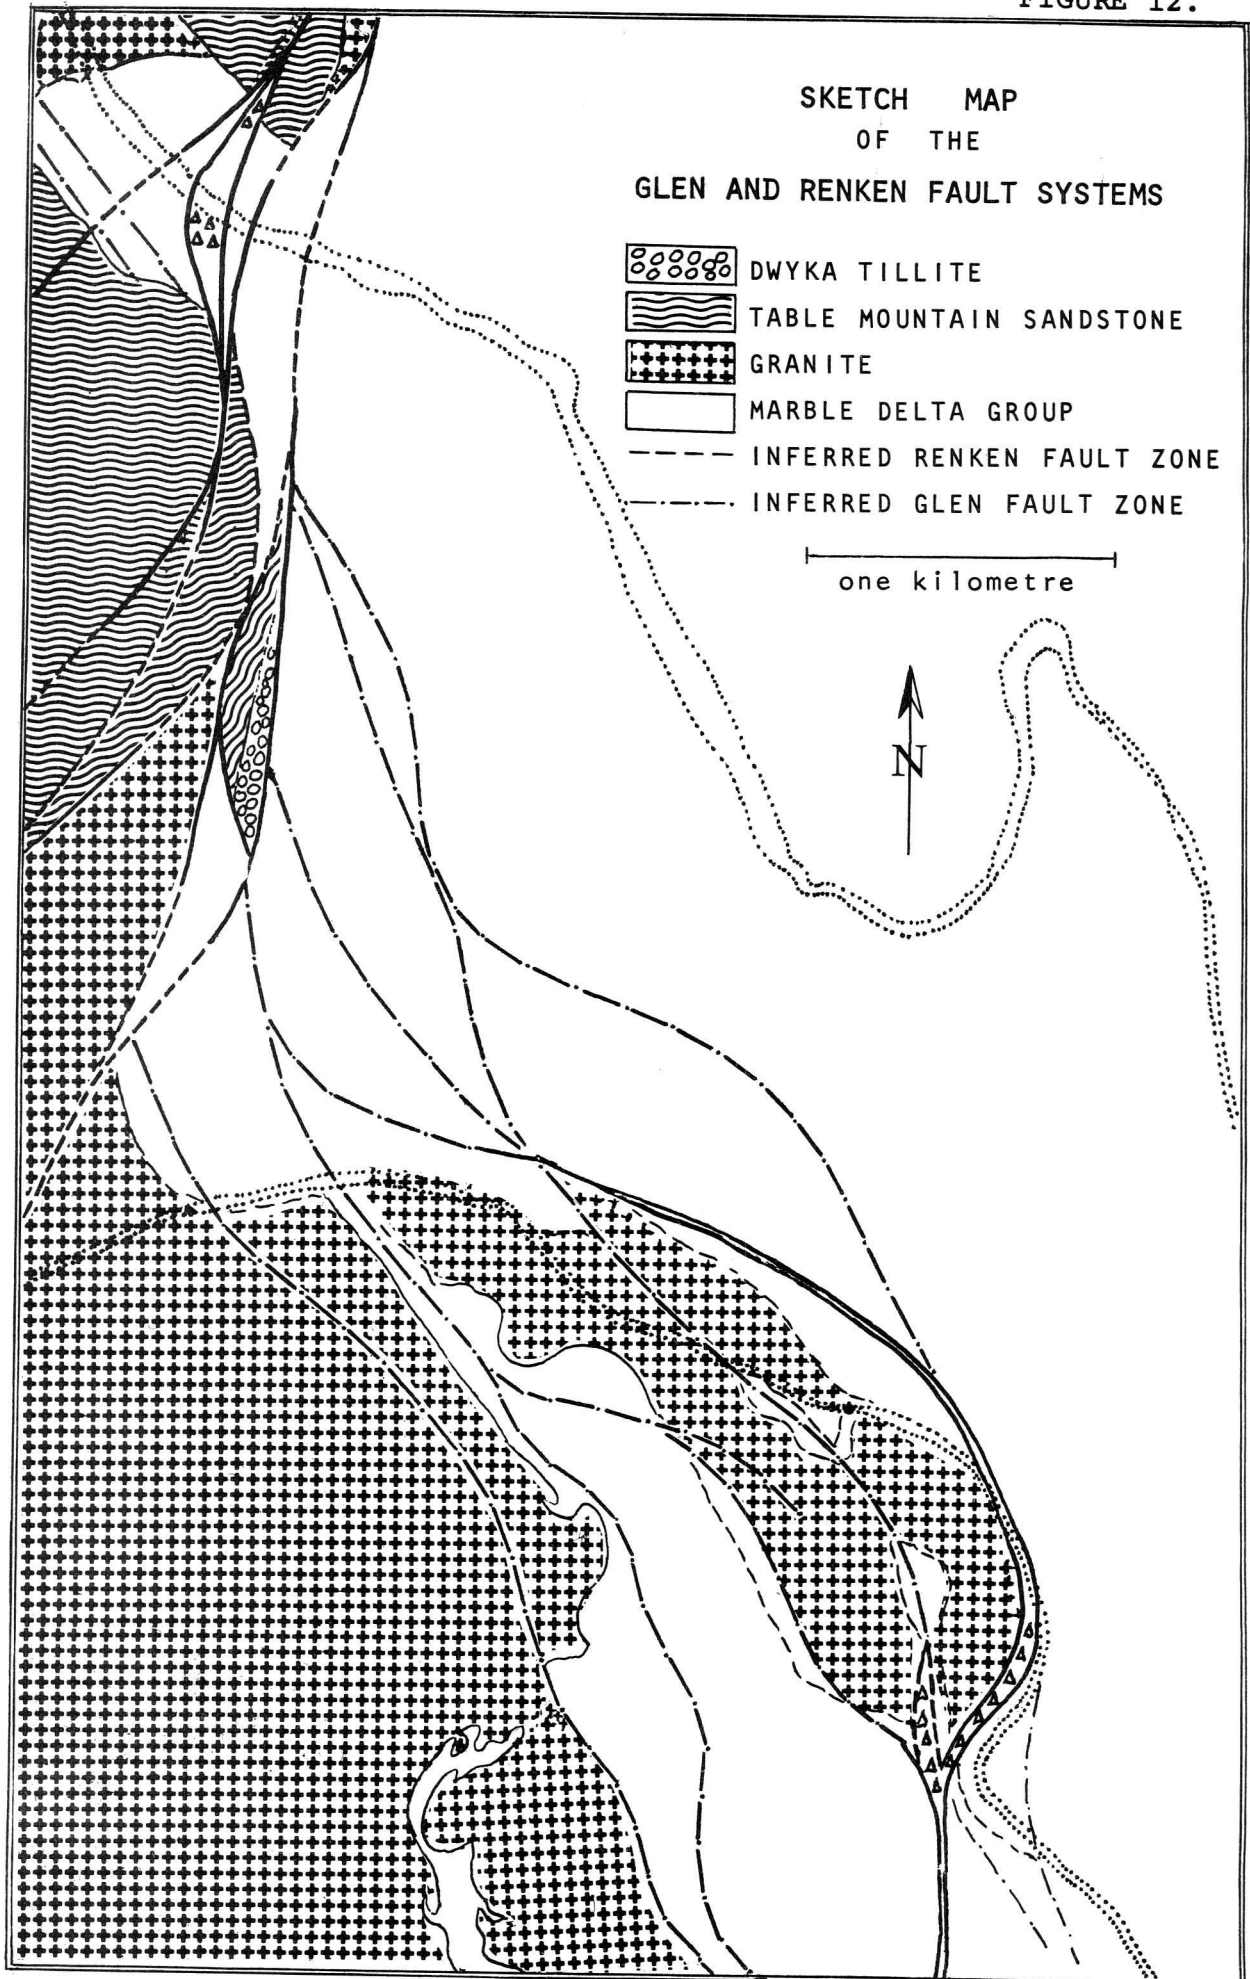 FIGURE 12.
SKETCH MAP
OF THE
GLEN AND RENKEN FAULT SYSTEMS
DWYKA TILLITE
TABLE MOUNTAIN SANDSTONE
GRANITE
MARBLE DELTA GROUP
INFERRED RENKEN FAULT ZONE
INFERRED GLEN FAULT ZONE
one kilometre
N